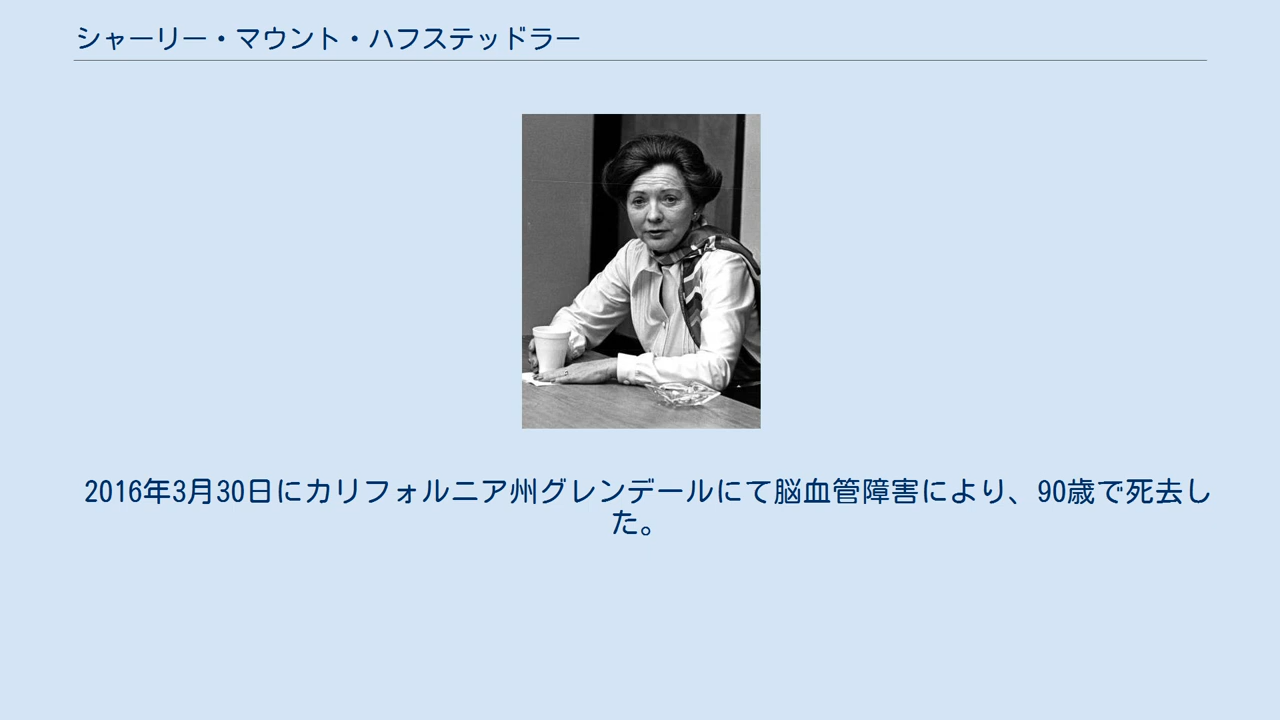 シャーリー・マウント・ハフステッドラー
2016年3月30日にカリフォルニア州グレンデールにて脳血管障害により、90歳で死去し
た。